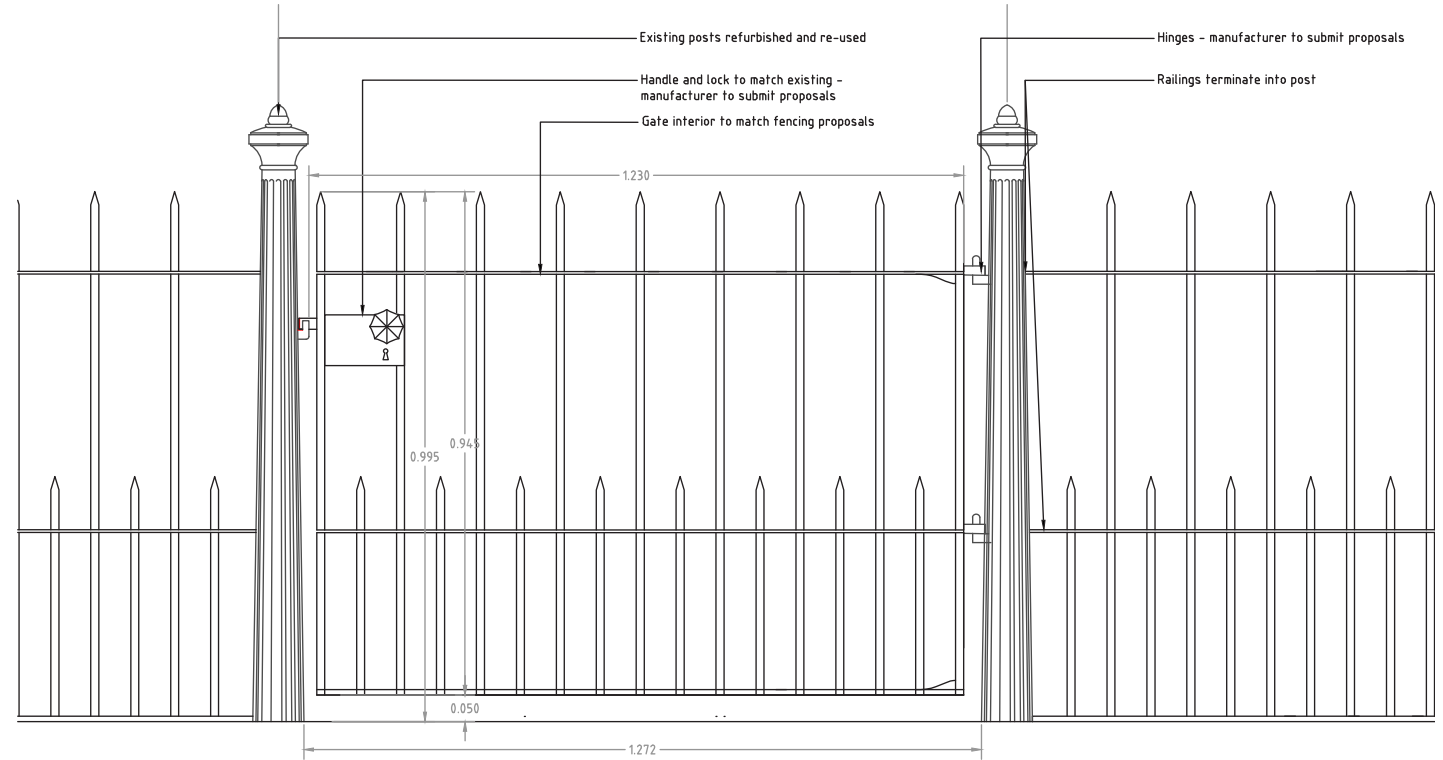 Existing posts refurbished and re-used
Hinges - manufacturer to submit proposals
Handle and lock to match existing -
manufacturer to submit proposals
Railings terminate into post
Gate interior to match fencing proposals
1.230
0.945
0.995
0.050
1.272